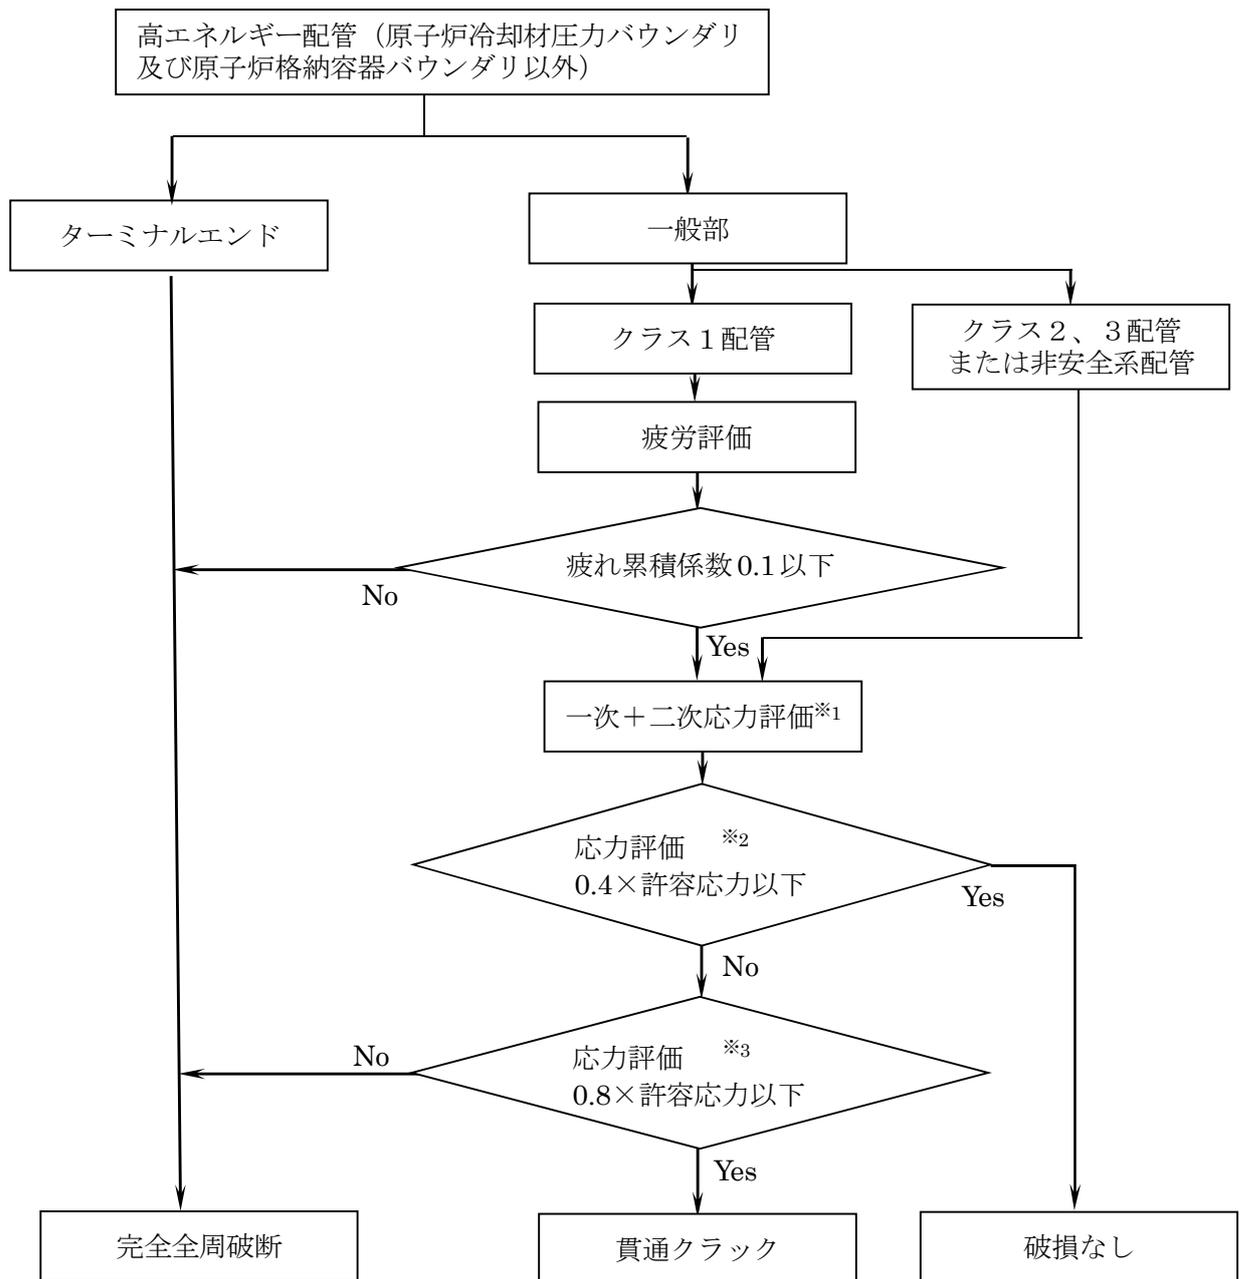 高エネルギー配管（原子炉冷却材圧力バウンダリ
及び原子炉格納容器バウンダリ以外）
ターミナルエンド
一般部
クラス１配管
クラス２、３配管
または非安全系配管
疲労評価
疲れ累積係数0.1以下
No
Yes
一次＋二次応力評価※1
応力評価 ※2
0.4×許容応力以下
Yes
No
応力評価 ※3
0.8×許容応力以下
No
Yes
完全全周破断
貫通クラック
破損なし